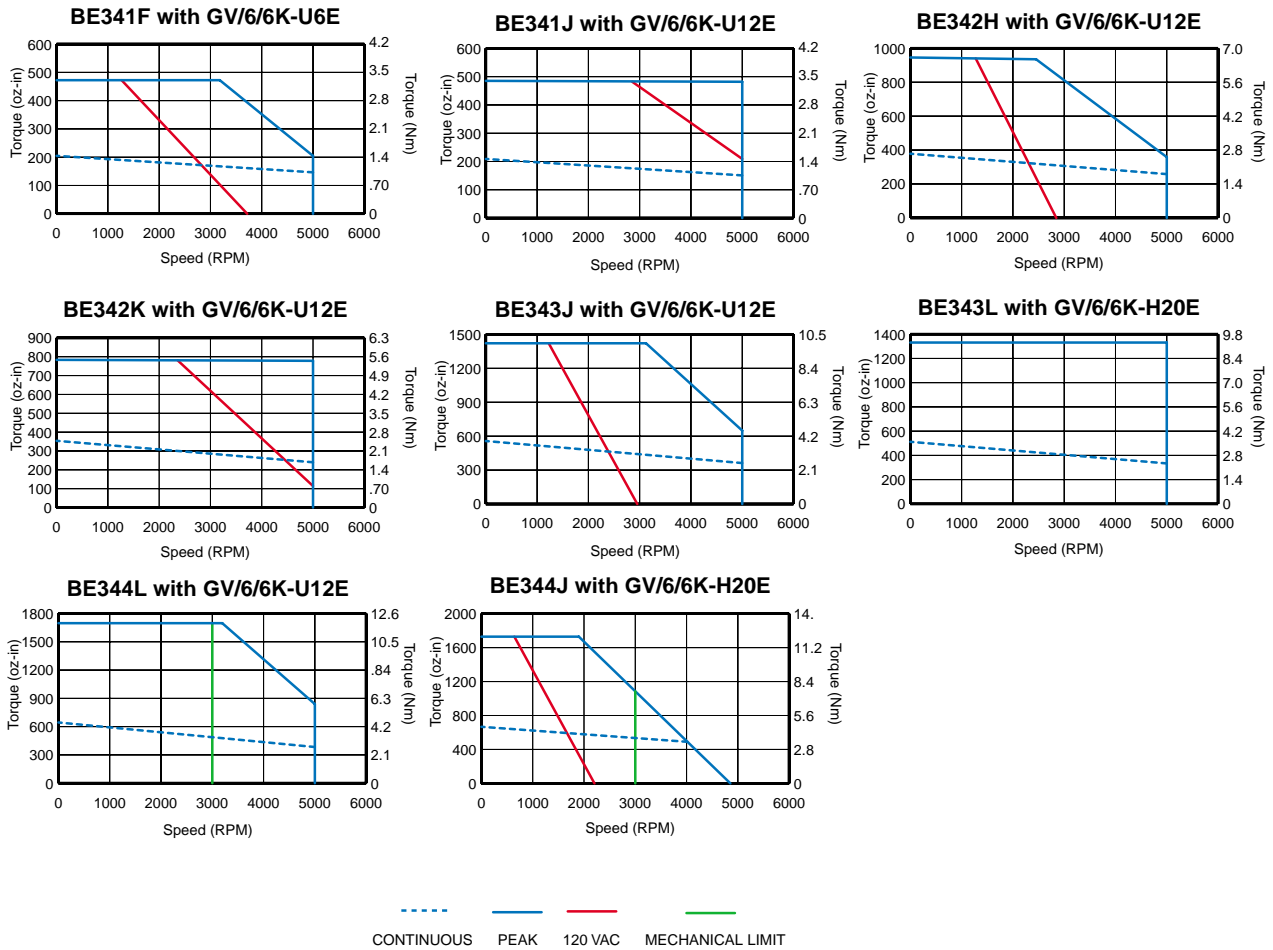 BE341F with GV/6/6K-U6E
600
500
400
300
200
100
0
Torque (oz-in)
4.2
3.5
2.8
2.1
1.4
.70
0
Torque (Nm)
0 1000 2000 3000 4000 5000 6000
Speed (RPM)
BE341J with GV/6/6K-U12E
600
500
400
300
200
100
0
Torque (oz-in)
4.2
3.5
2.8
2.1
1.4
.70
0
Torque (Nm)
0 1000 2000 3000 4000 5000 6000
Speed (RPM)
BE342H with GV/6/6K-U12E
1000
800
600
400
200
0
Torque (oz-in)
7.0
5.6
4.2
2.8
1.4
0
Torque (Nm)
0 1000 2000 3000 4000 5000 6000
Speed (RPM)
BE342K with GV/6/6K-U12E
900
800
700
600
500
400
300
200
100
0
Torque (oz-in)
6.3
5.6
4.9
4.2
3.5
2.8
2.1
1.4
.70
0
Torque (Nm)
0 1000 2000 3000 4000 5000 6000
Speed (RPM)
BE343J with GV/6/6K-U12E
1500
1200
900
600
300
0
Torque (oz-in)
10.5
8.4
6.3
4.2
2.1
0
Torque (Nm)
0 1000 2000 3000 4000 5000 6000
Speed (RPM)
BE343L with GV/6/6K-H20E
1400
1200
1000
800
600
400
200
0
Torque (oz-in)
9.8
8.4
7.0
5.6
4.2
2.8
1.4
0
Torque (Nm)
0 1000 2000 3000 4000 5000 6000
Speed (RPM)
BE344L with GV/6/6K-U12E
1800
1500
1200
900
600
300
0
Torque (oz-in)
12.6
10.5
84
6.3
4.2
2.1
0
Torque (Nm)
0 1000 2000 3000 4000 5000 6000
Speed (RPM)
BE344J with GV/6/6K-H20E
2000
1600
1200
800
400
0
Torque (oz-in)
14.
11.2
8.4
5.6
2.8
0
Torque (Nm)
0 1000 2000 3000 4000 5000 6000
Speed (RPM)
CONTINUOUS PEAK 120 VAC MECHANICAL LIMIT